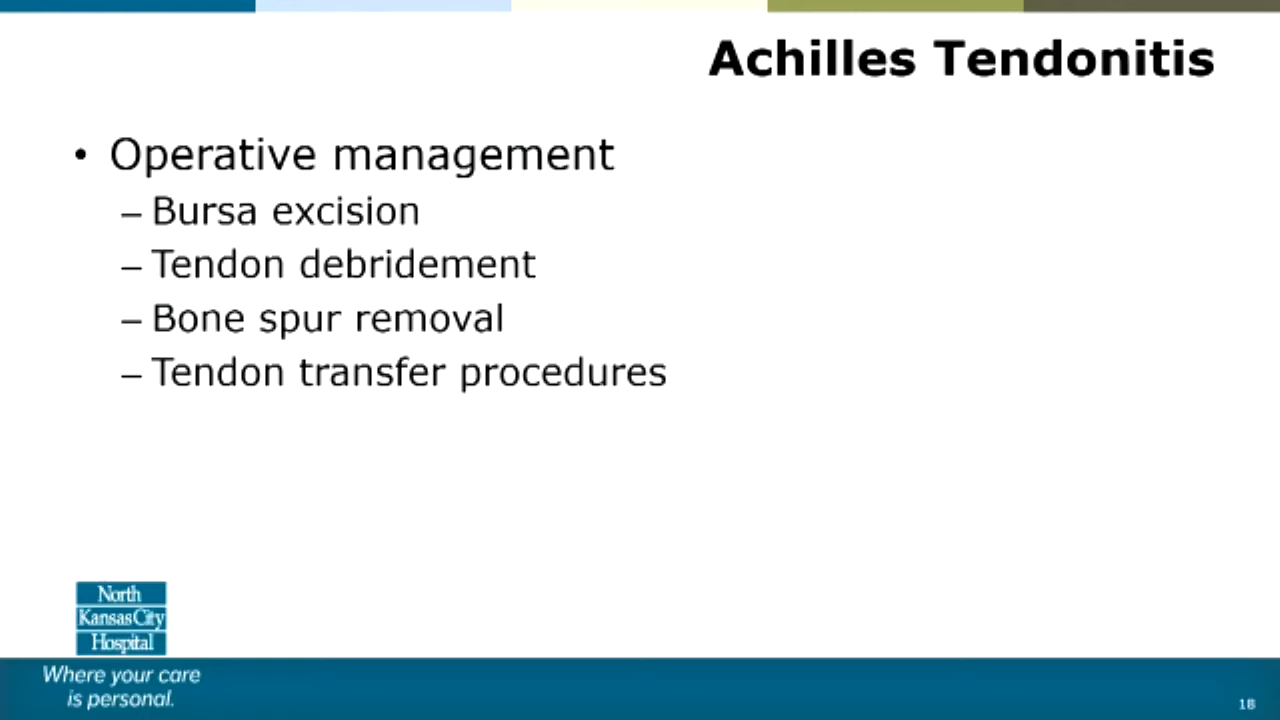 Achilles Tendonitis
• Operative management
– Bursa excision
– Tendon debridement
– Bone spur removal
– Tendon transfer procedures
North
Kansas City
Hospital
Where your care
is personal.
18